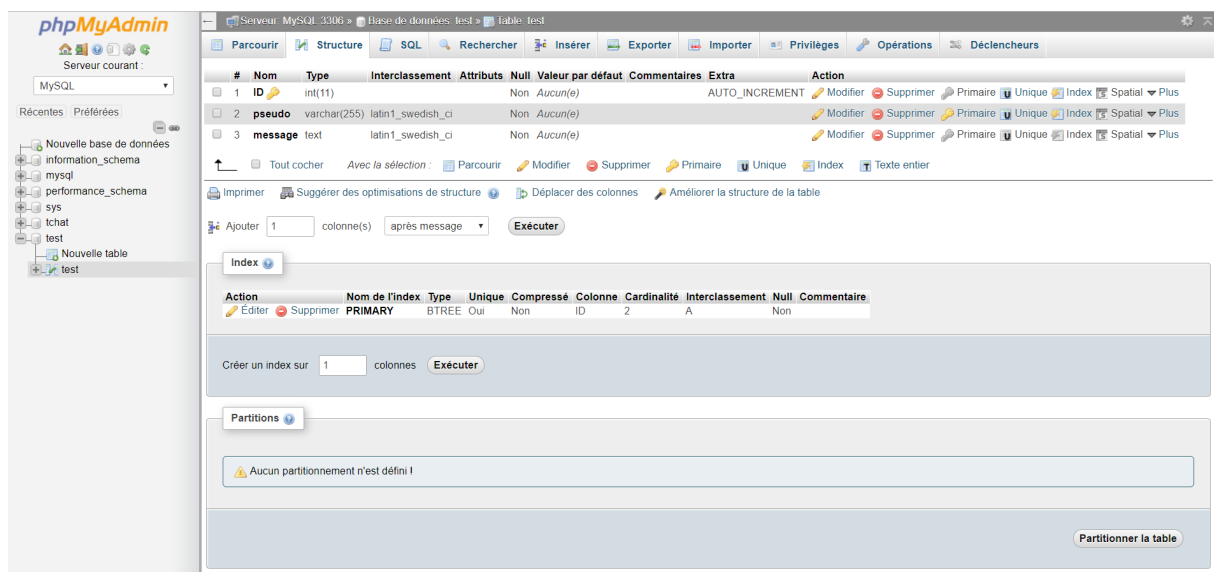 phpMyAdmin
Serveur courant :
MySQL
Récentes Préférées
Nouvelle base de données
information_schema
mysql
performance_schema
sys
tchat
test
Nouvelle table
test
Serveur: MySQL:3306 » Base de données: test » Table: test
Parcourir Structure SQL Rechercher Insérer Exporter Importer Privilèges Opérations Déclencheurs
# Nom Type Interclassement Attributs Null Valeur par défaut Commentaires Extra Action
1 ID int(11) Non Aucun(e) AUTO_INCREMENT Modifier Supprimer Primaire Unique Index Spatial Plus
2 pseudo varchar(255) latin1_swedish_ci Non Aucun(e) Modifier Supprimer Primaire Unique Index Spatial Plus
3 message text latin1_swedish_ci Non Aucun(e) Modifier Supprimer Primaire Unique Index Spatial Plus
Tout cocher Avec la sélection : Parcourir Modifier Supprimer Primaire Unique Index Texte entier
Imprimer Suggérer des optimisations de structure Déplacer des colonnes Améliorer la structure de la table
Ajouter 1 colonne(s) après message Exécuter
Index
Action Nom de l'index Type Unique Compressé Colonne Cardinalité Interclassement Null Commentaire
Éditer Supprimer PRIMARY BTREE Oui Non ID 2 A Non
Créer un index sur 1 colonnes Exécuter
Partitions
Aucun partitionnement n'est défini !
Partitionner la table